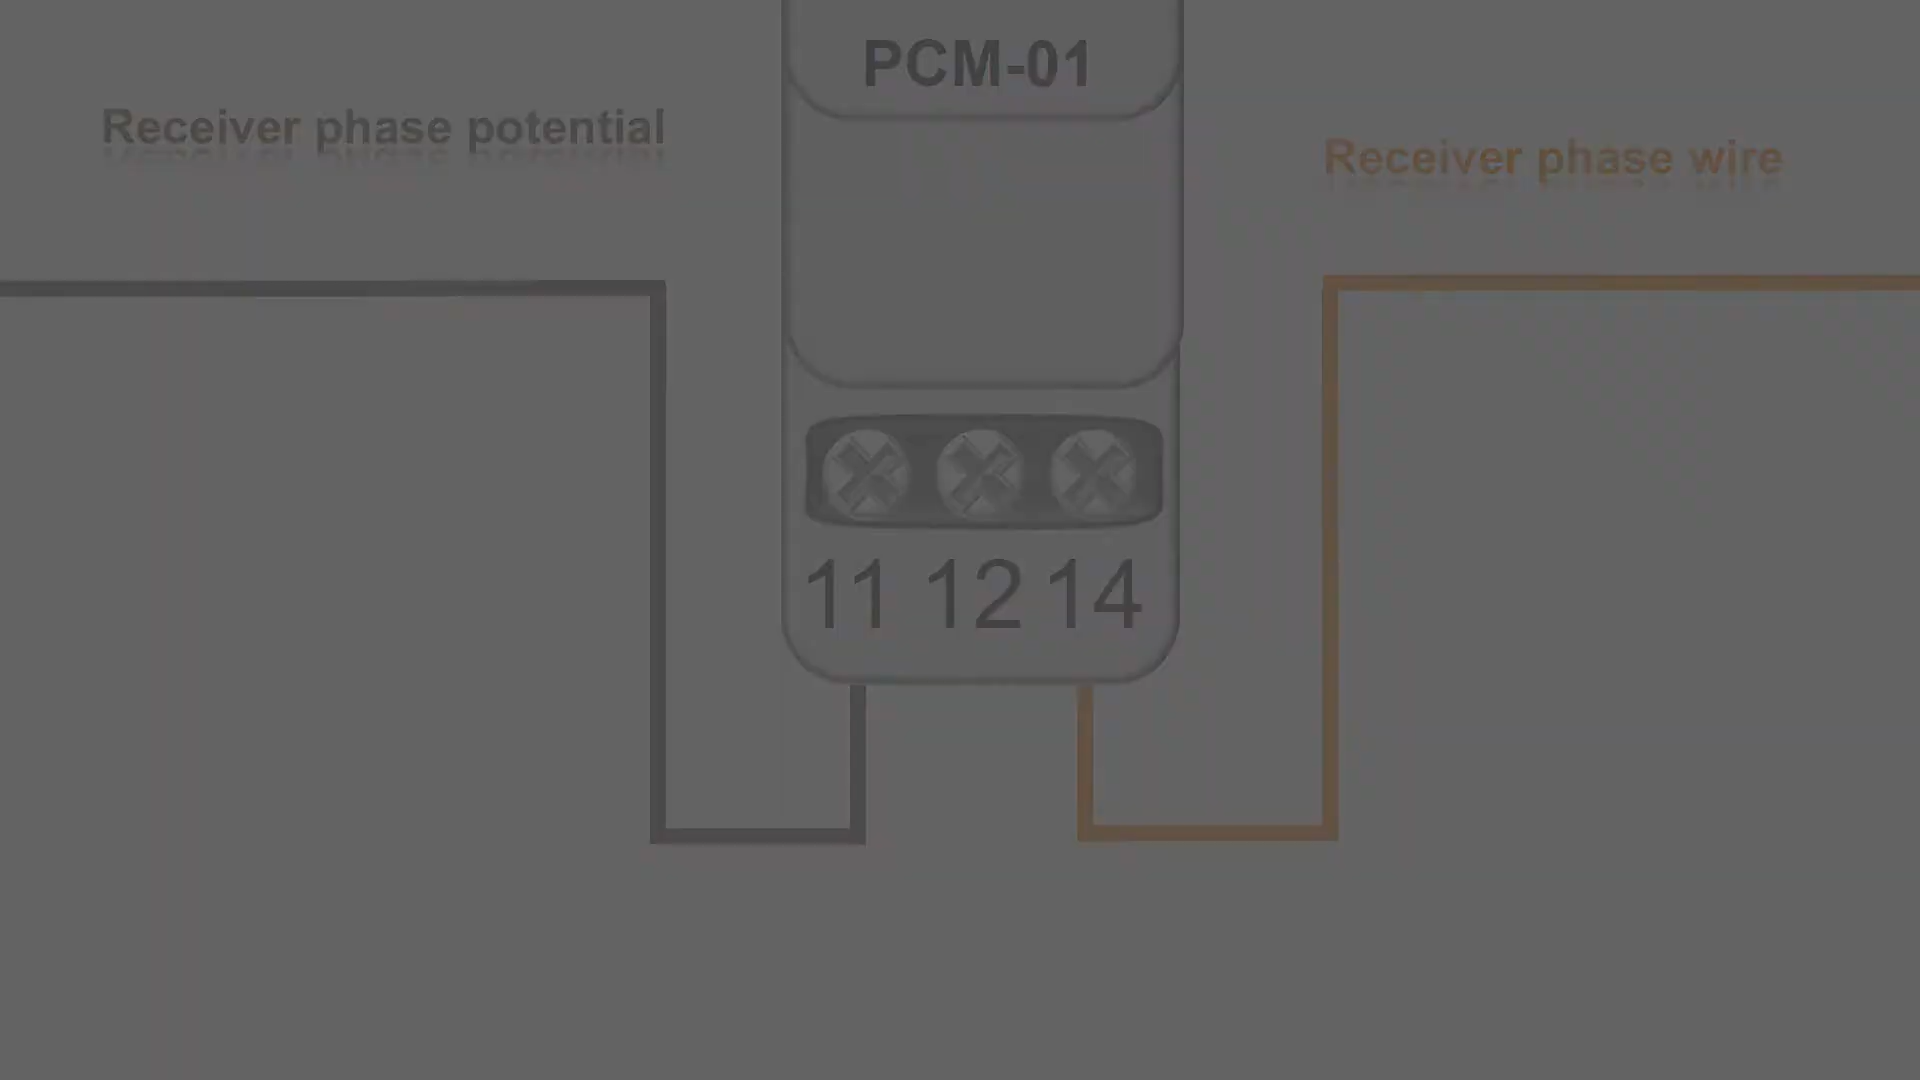 PCM-01
Receiver phase potential
Receiver phase wire
11 12 14